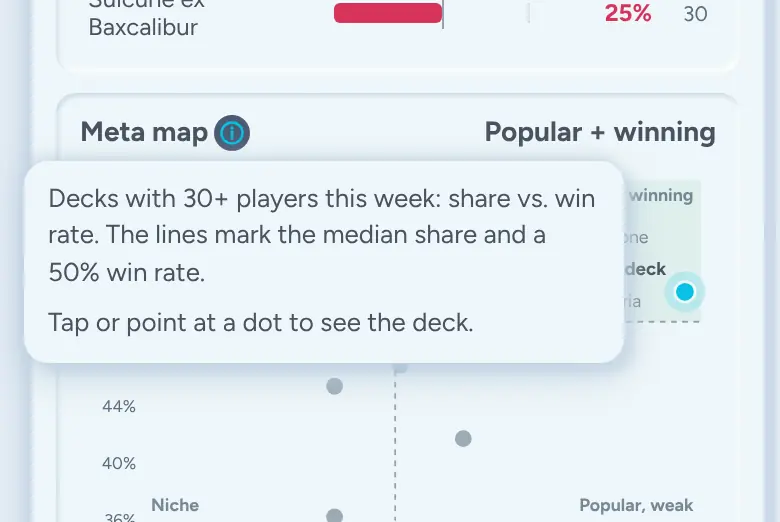 Suicune ex
Baxcalibur
25%
30
Meta map
Popular + winning
Decks with 30+ players this week: share vs. win
rate. The lines mark the median share and a
50% win rate.
Tap or point at a dot to see the deck.
winning
deck
44%
40%
36%
Niche
Popular, weak